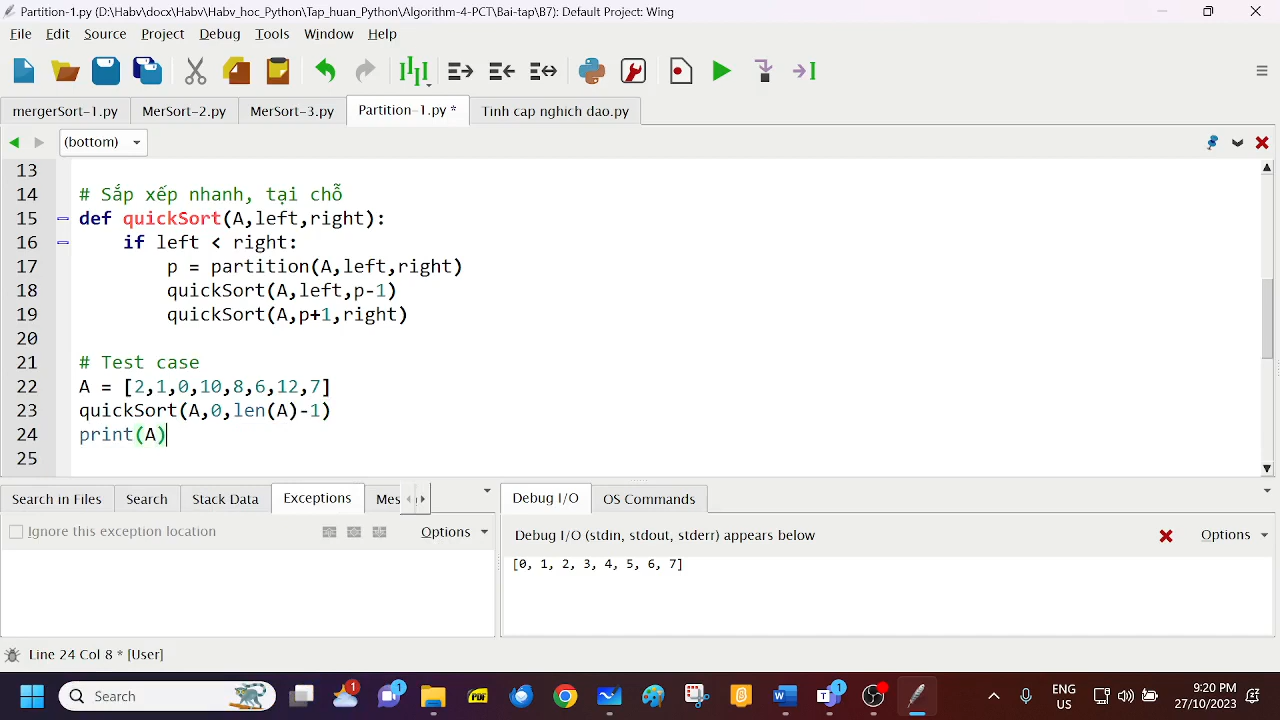 Partition-1.py (D:\Habv\docx\Habv\Habv_hoc_Python\Tap_huan_Python\Algorithm-4-PCT\Bai-tap\B7): Default Project: Wing
File Edit Source Project Debug Tools Window Help
mergerSort-1.py MerSort-2.py MerSort-3.py Partition-1.py * Tinh cap nghich dao.py
(bottom)
13
14 # Sắp xếp nhanh, tại chỗ
15 def quickSort(A,left,right):
16 if left < right:
17 p = partition(A,left,right)
18 quickSort(A,left,p-1)
19 quickSort(A,p+1,right)
20
21 # Test case
22 A = [2,1,0,10,8,6,12,7]
23 quickSort(A,0,len(A)-1)
24 print(A)
25
Search in Files Search Stack Data Exceptions Debug I/O OS Commands
Ignore this exception location Options Debug I/O (stdin, stdout, stderr) appears below Options
[0, 1, 2, 3, 4, 5, 6, 7]
Line 24 Col 8 * [User]
Search 1 1 PDF 1 ENG 9:20 PM
US 27/10/2023